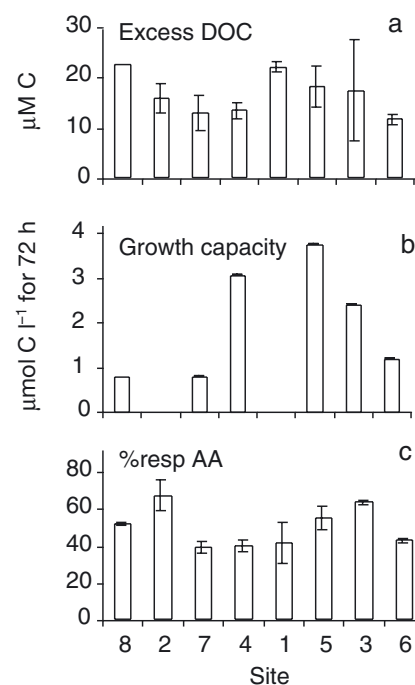 Excess DOC
a
µM C
30
20
10
0
Growth capacity
b
µmol C l⁻¹ for 72 h
4
3
2
1
0
%resp AA
c
80
60
40
20
0
8 2 7 4 1 5 3 6
Site